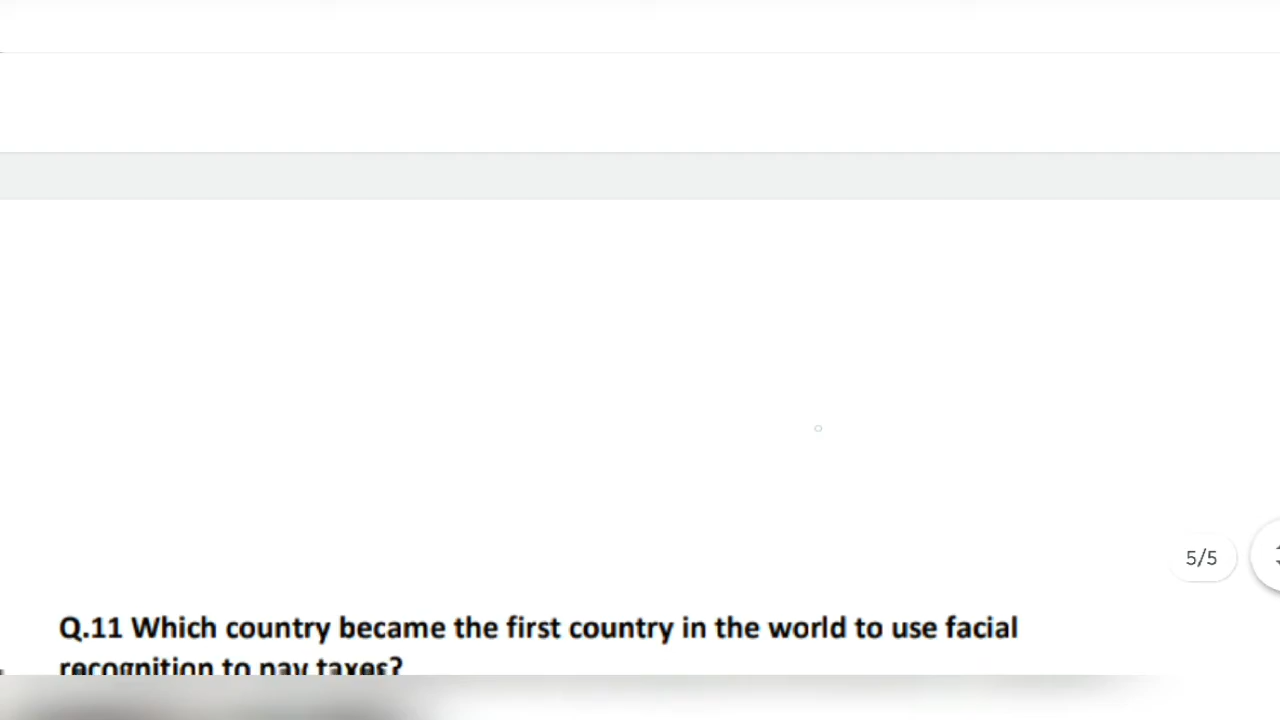 5/5
Q.11 Which country became the first country in the world to use facial
recognition to pay taxes?